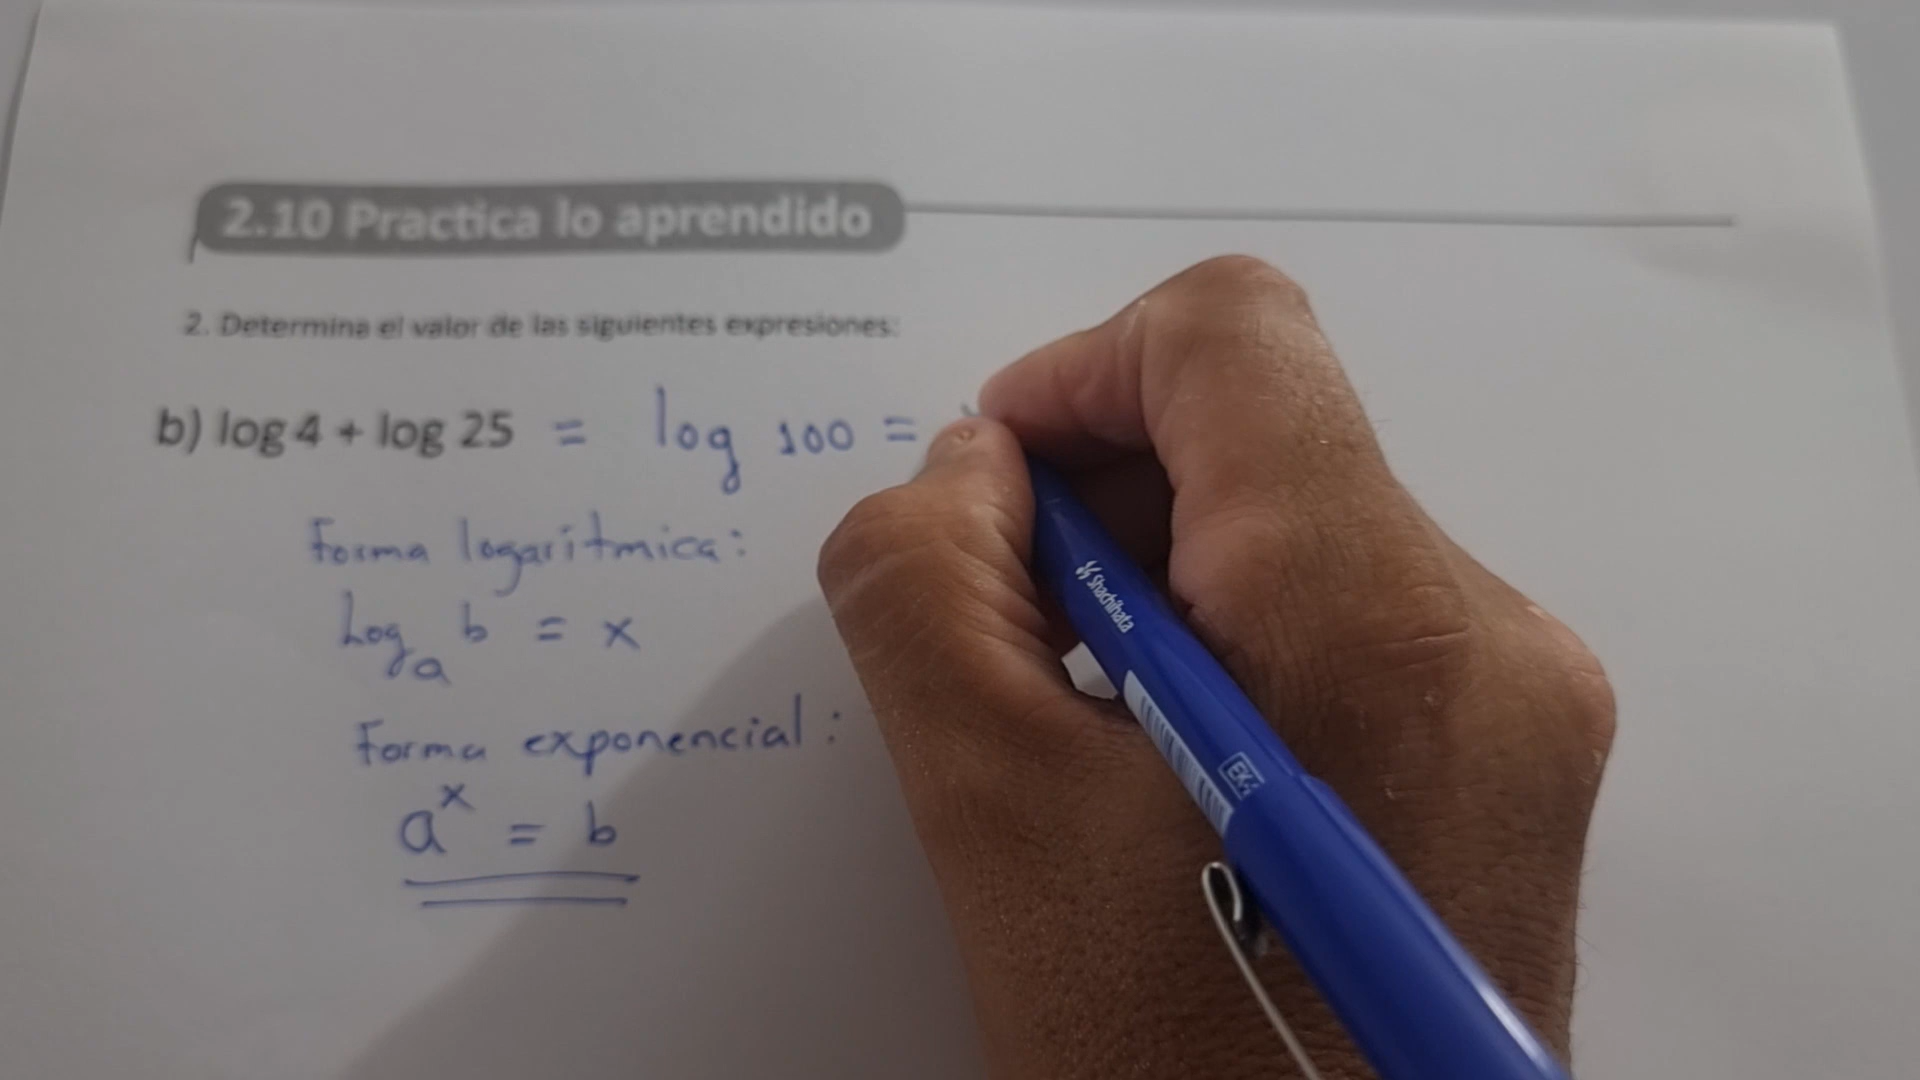 2.10 Practica lo aprendido
2. Determina el valor de las siguientes expresiones:
b) log 4 + log 25 = log 100 =
Forma logarítmica:
Log_a b = x
Forma exponencial:
a^x = b
Shachihata